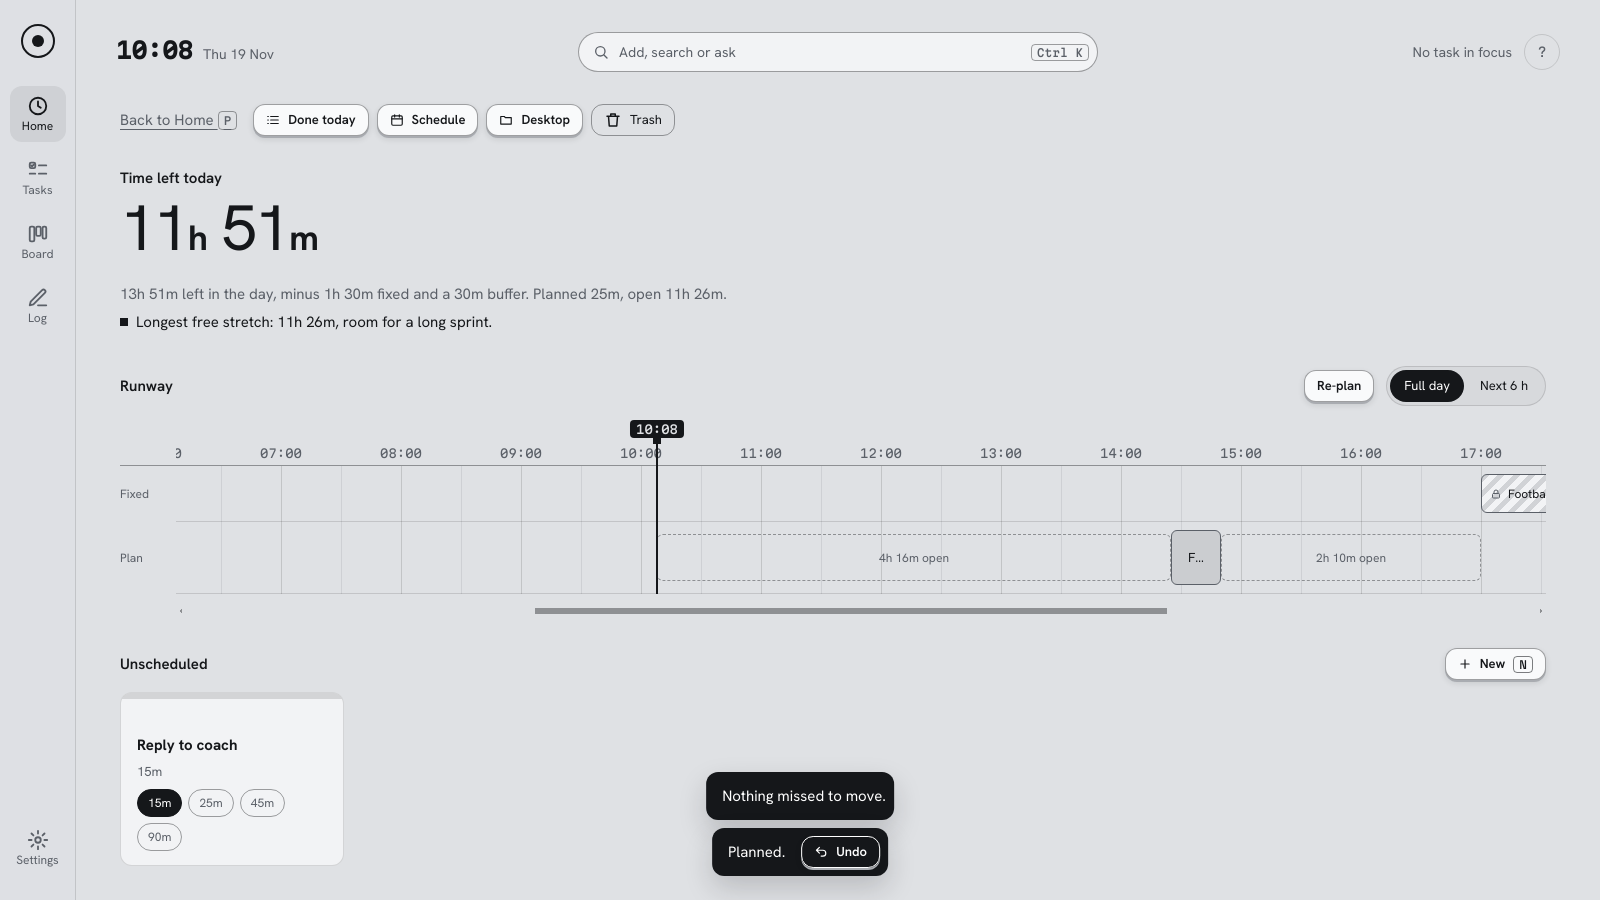 10:08 Thu 19 Nov
Add, search or ask Ctrl K
No task in focus ?
Home
Tasks
Board
Log
Settings
Back to Home P Done today Schedule Desktop Trash
Time left today
11h 51m
13h 51m left in the day, minus 1h 30m fixed and a 30m buffer. Planned 25m, open 11h 26m.
Longest free stretch: 11h 26m, room for a long sprint.
Runway Re-plan Full day Next 6 h
10:08
0 07:00 08:00 09:00 10:00 11:00 12:00 13:00 14:00 15:00 16:00 17:00
Fixed Footba
Plan 4h 16m open F... 2h 10m open
Unscheduled + New N
Reply to coach
15m
15m 25m 45m
90m
Nothing missed to move.
Planned. Undo